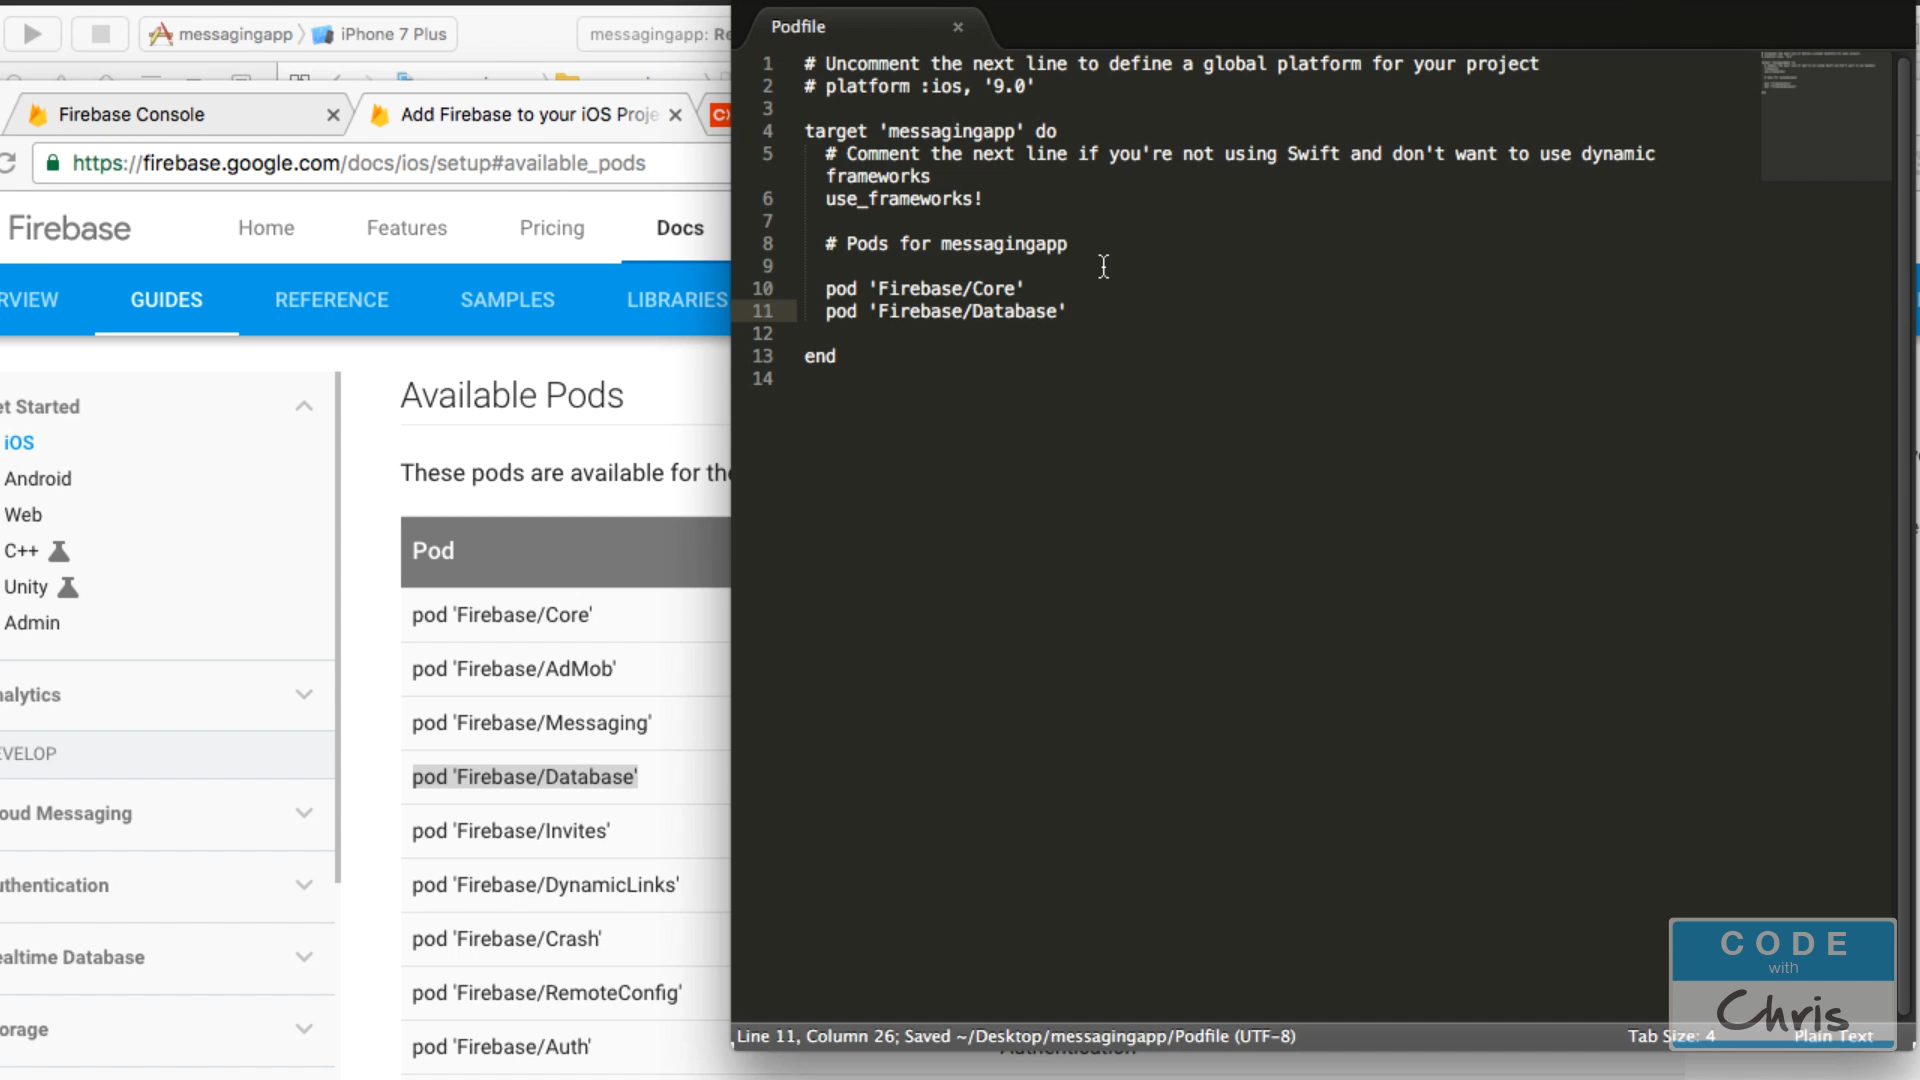 messagingapp
iPhone 7 Plus
messagingapp: Re
Firebase Console
Add Firebase to your iOS Proje
https://firebase.google.com/docs/ios/setup#available_pods
Firebase
Home
Features
Pricing
Docs
RVIEW
GUIDES
REFERENCE
SAMPLES
LIBRARIES
et Started
iOS
Android
Web
C++
Unity
Admin
nalytics
EVELOP
oud Messaging
uthentication
ealtime Database
orage
Available Pods
These pods are available for the
Pod
pod 'Firebase/Core'
pod 'Firebase/AdMob'
pod 'Firebase/Messaging'
pod 'Firebase/Database'
pod 'Firebase/Invites'
pod 'Firebase/DynamicLinks'
pod 'Firebase/Crash'
pod 'Firebase/RemoteConfig'
pod 'Firebase/Auth'
Podfile
1 # Uncomment the next line to define a global platform for your project
2 # platform :ios, '9.0'
3
4 target 'messagingapp' do
5 # Comment the next line if you're not using Swift and don't want to use dynamic
frameworks
6 use_frameworks!
7
8 # Pods for messagingapp
9
10 pod 'Firebase/Core'
11 pod 'Firebase/Database'
12
13 end
14
Line 11, Column 26; Saved ~/Desktop/messagingapp/Podfile (UTF-8)
Tab Size: 4
Plain Text
CODE
with
Chris